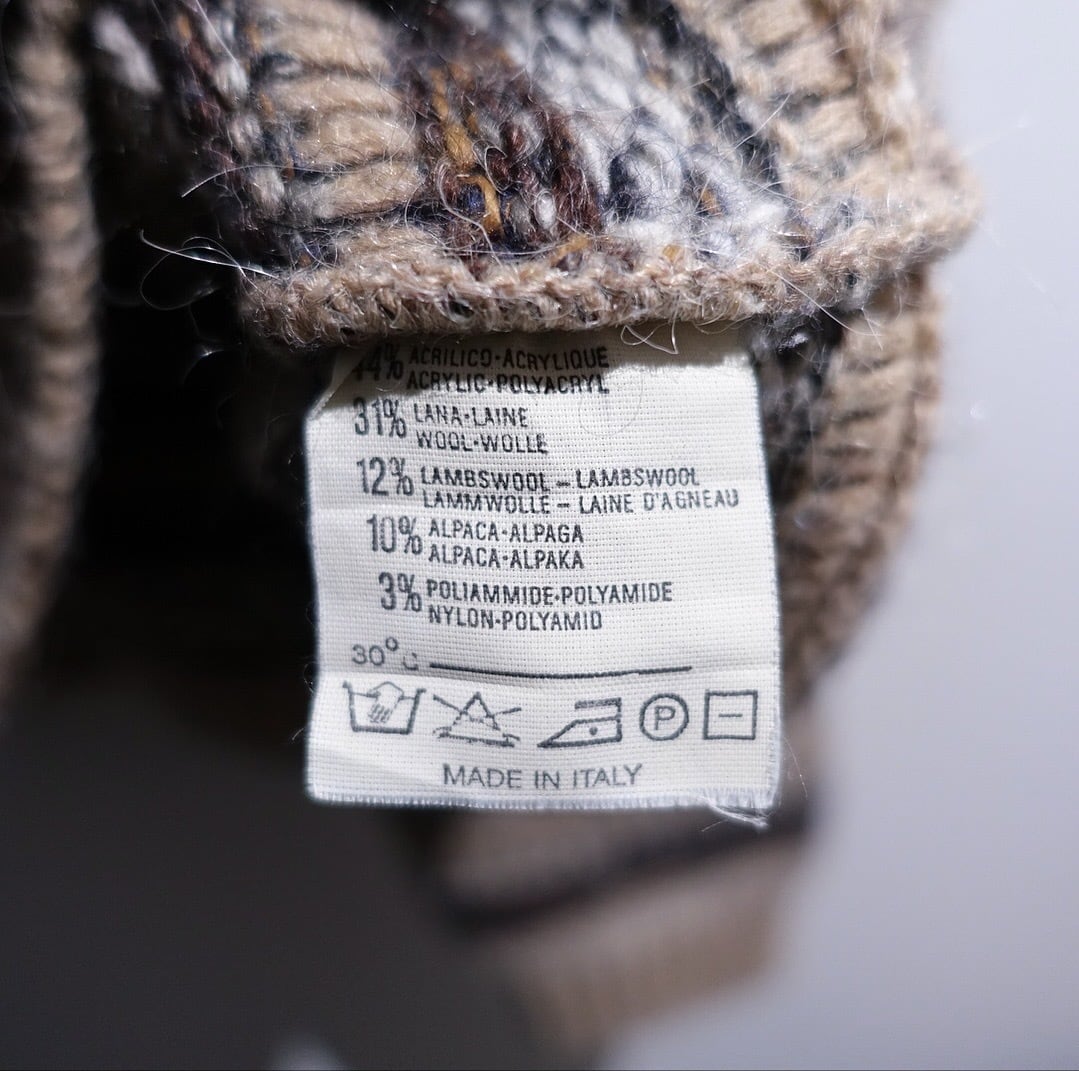 44% ACRILICO·ACRYLIQUE
ACRYLIC·POLYACRYL
31% LANA·LAINE
WOOL·WOLLE
12% LAMBSWOOL – LAMBSWOOL
LAMMWOLLE – LAINE D'AGNEAU
10% ALPACA·ALPAGA
ALPACA·ALPAKA
3% POLIAMMIDE·POLYAMIDE
NYLON·POLYAMID
30° C
P
MADE IN ITALY